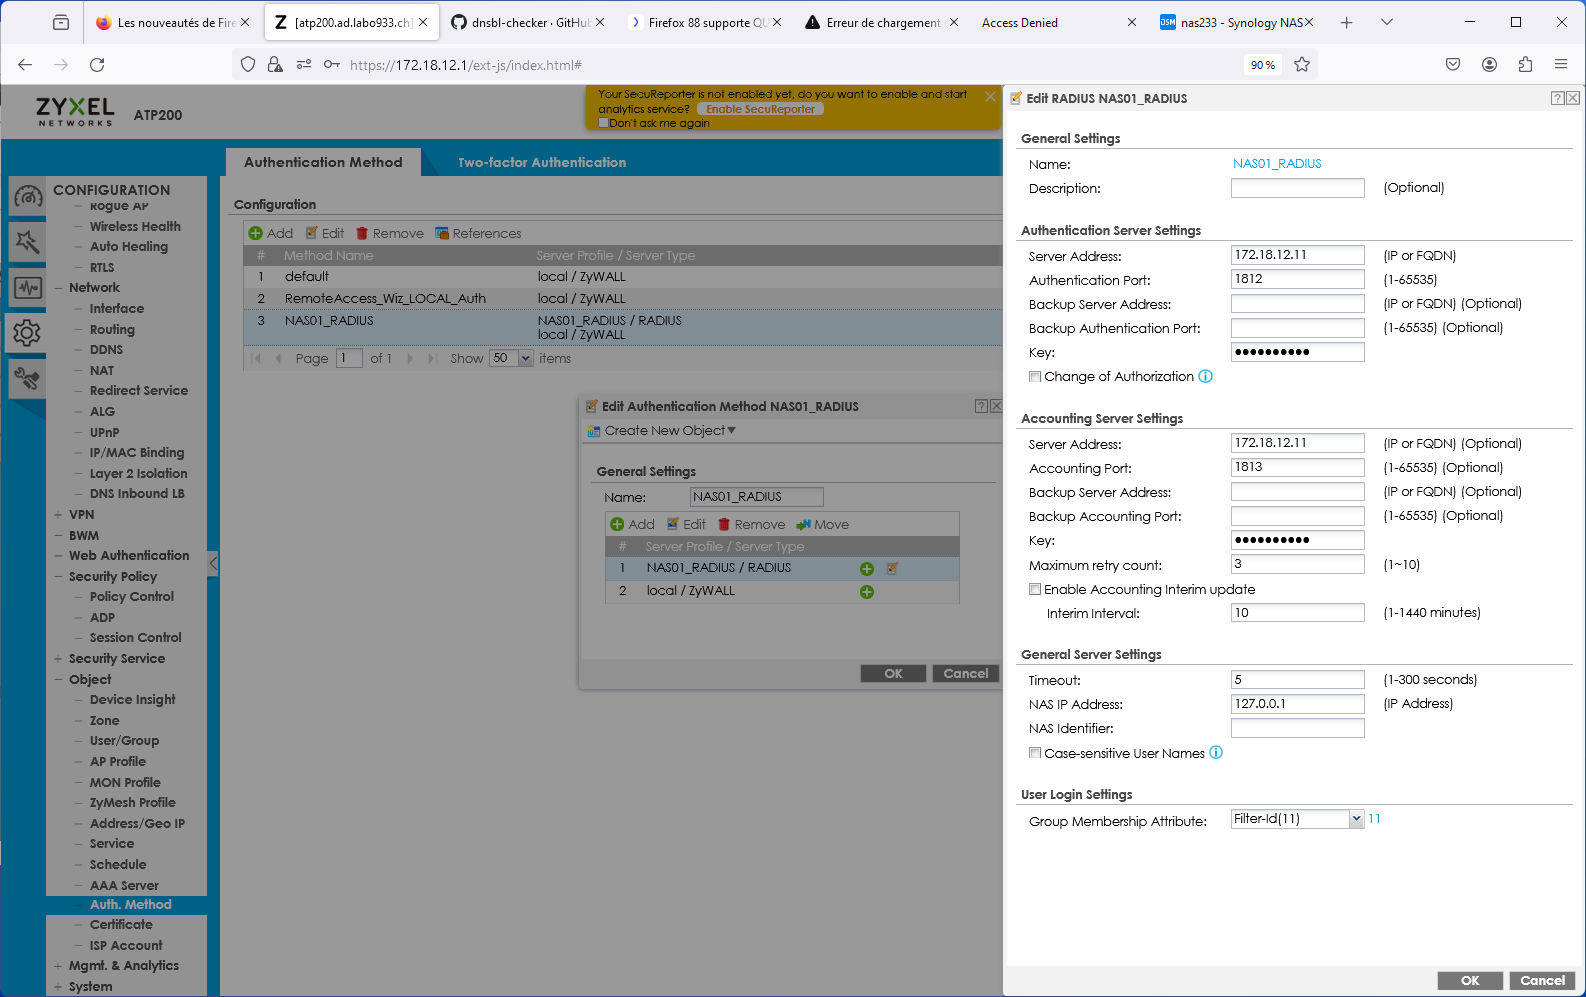 Les nouveautés de Fire
[atp200.ad.labo933.ch]
dnsbl-checker · GitHub
Firefox 88 supporte QU
Erreur de chargement
Access Denied
nas233 - Synology NAS
https://172.18.12.1/ext-js/index.html#
90 %
ZYXEL
NETWORKS
ATP200
Your SecuReporter is not enabled yet, do you want to enable and start
analytics service? Enable SecuReporter
Don't ask me again
Authentication Method
Two-factor Authentication
CONFIGURATION
Rogue AP
Wireless Health
Auto Healing
RTLS
Network
Interface
Routing
DDNS
NAT
Redirect Service
ALG
UPnP
IP/MAC Binding
Layer 2 Isolation
DNS Inbound LB
VPN
BWM
Web Authentication
Security Policy
Policy Control
ADP
Session Control
Security Service
Object
Device Insight
Zone
User/Group
AP Profile
MON Profile
ZyMesh Profile
Address/Geo IP
Service
Schedule
AAA Server
Auth. Method
Certificate
ISP Account
Mgmt. & Analytics
System
Configuration
Add Edit Remove References
# Method Name Server Profile / Server Type
1 default local / ZyWALL
2 RemoteAccess_Wiz_LOCAL_Auth local / ZyWALL
3 NAS01_RADIUS NAS01_RADIUS / RADIUS
local / ZyWALL
Page 1 of 1 Show 50 items
Edit Authentication Method NAS01_RADIUS
Create New Object
General Settings
Name: NAS01_RADIUS
Add Edit Remove Move
# Server Profile / Server Type
1 NAS01_RADIUS / RADIUS
2 local / ZyWALL
OK Cancel
Edit RADIUS NAS01_RADIUS
General Settings
Name: NAS01_RADIUS
Description: (Optional)
Authentication Server Settings
Server Address: 172.18.12.11 (IP or FQDN)
Authentication Port: 1812 (1-65535)
Backup Server Address: (IP or FQDN) (Optional)
Backup Authentication Port: (1-65535) (Optional)
Key: ●●●●●●●●●●
Change of Authorization
Accounting Server Settings
Server Address: 172.18.12.11 (IP or FQDN) (Optional)
Accounting Port: 1813 (1-65535) (Optional)
Backup Server Address: (IP or FQDN) (Optional)
Backup Accounting Port: (1-65535) (Optional)
Key: ●●●●●●●●●●
Maximum retry count: 3 (1~10)
Enable Accounting Interim update
Interim Interval: 10 (1-1440 minutes)
General Server Settings
Timeout: 5 (1-300 seconds)
NAS IP Address: 127.0.0.1 (IP Address)
NAS Identifier:
Case-sensitive User Names
User Login Settings
Group Membership Attribute: Filter-Id(11) 11
OK Cancel